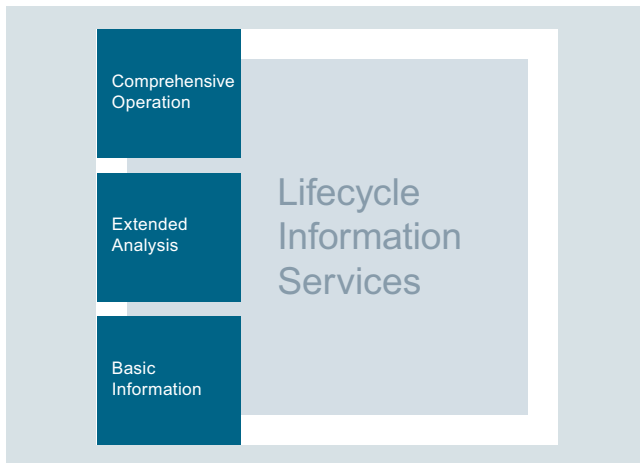 Comprehensive
Operation
Extended
Analysis
Lifecycle
Information
Services
Basic
Information